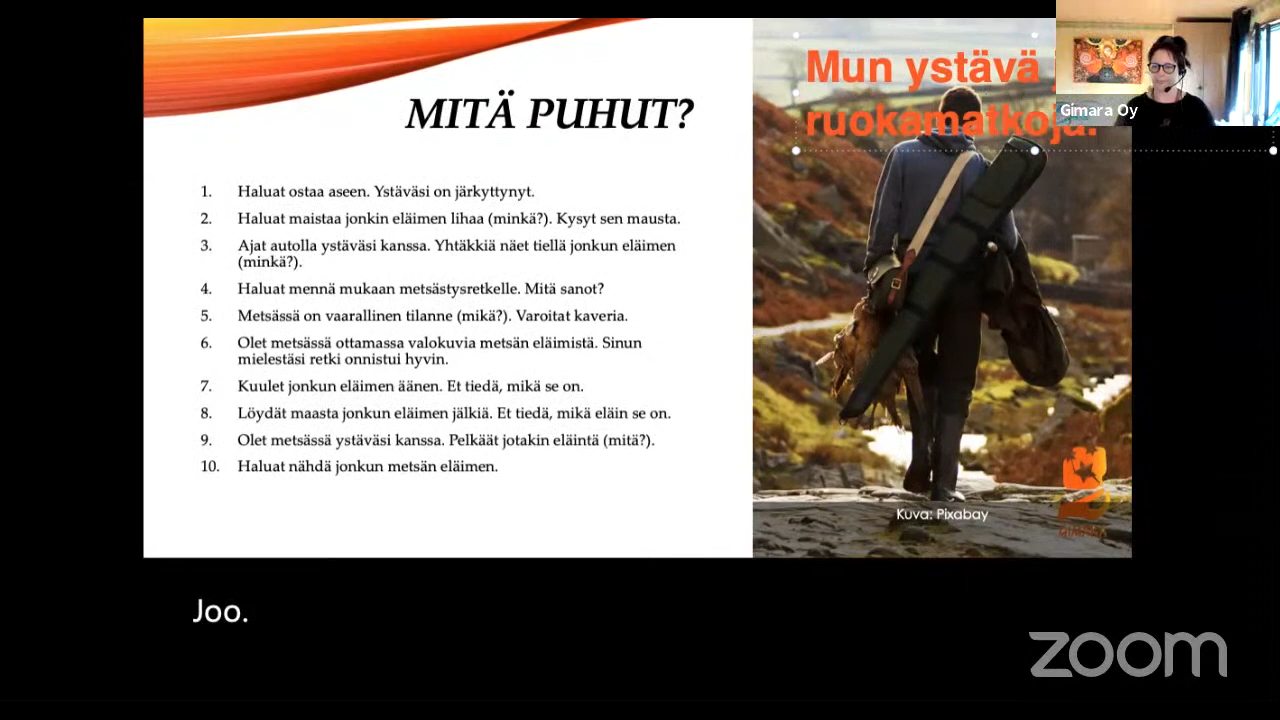 MITÄ PUHUT?
1. Haluat ostaa aseen. Ystäväsi on järkyttynyt.
2. Haluat maistaa jonkin eläimen lihaa (minkä?). Kysyt sen mausta.
3. Ajat autolla ystäväsi kanssa. Yhtäkkiä näet tiellä jonkun eläimen
(minkä?).
4. Haluat mennä mukaan metsästysretkelle. Mitä sanot?
5. Metsässä on vaarallinen tilanne (mikä?). Varoitat kaveria.
6. Olet metsässä ottamassa valokuvia metsän eläimistä. Sinun
mielestäsi retki onnistui hyvin.
7. Kuulet jonkun eläimen äänen. Et tiedä, mikä se on.
8. Löydät maasta jonkun eläimen jälkiä. Et tiedä, mikä eläin se on.
9. Olet metsässä ystäväsi kanssa. Pelkäät jotakin eläintä (mitä?).
10. Haluat nähdä jonkun metsän eläimen.
Mun ystävä
ruokamatkoja.
Gimara Oy
Kuva: Pixabay
GIMARA
Joo.
zoom